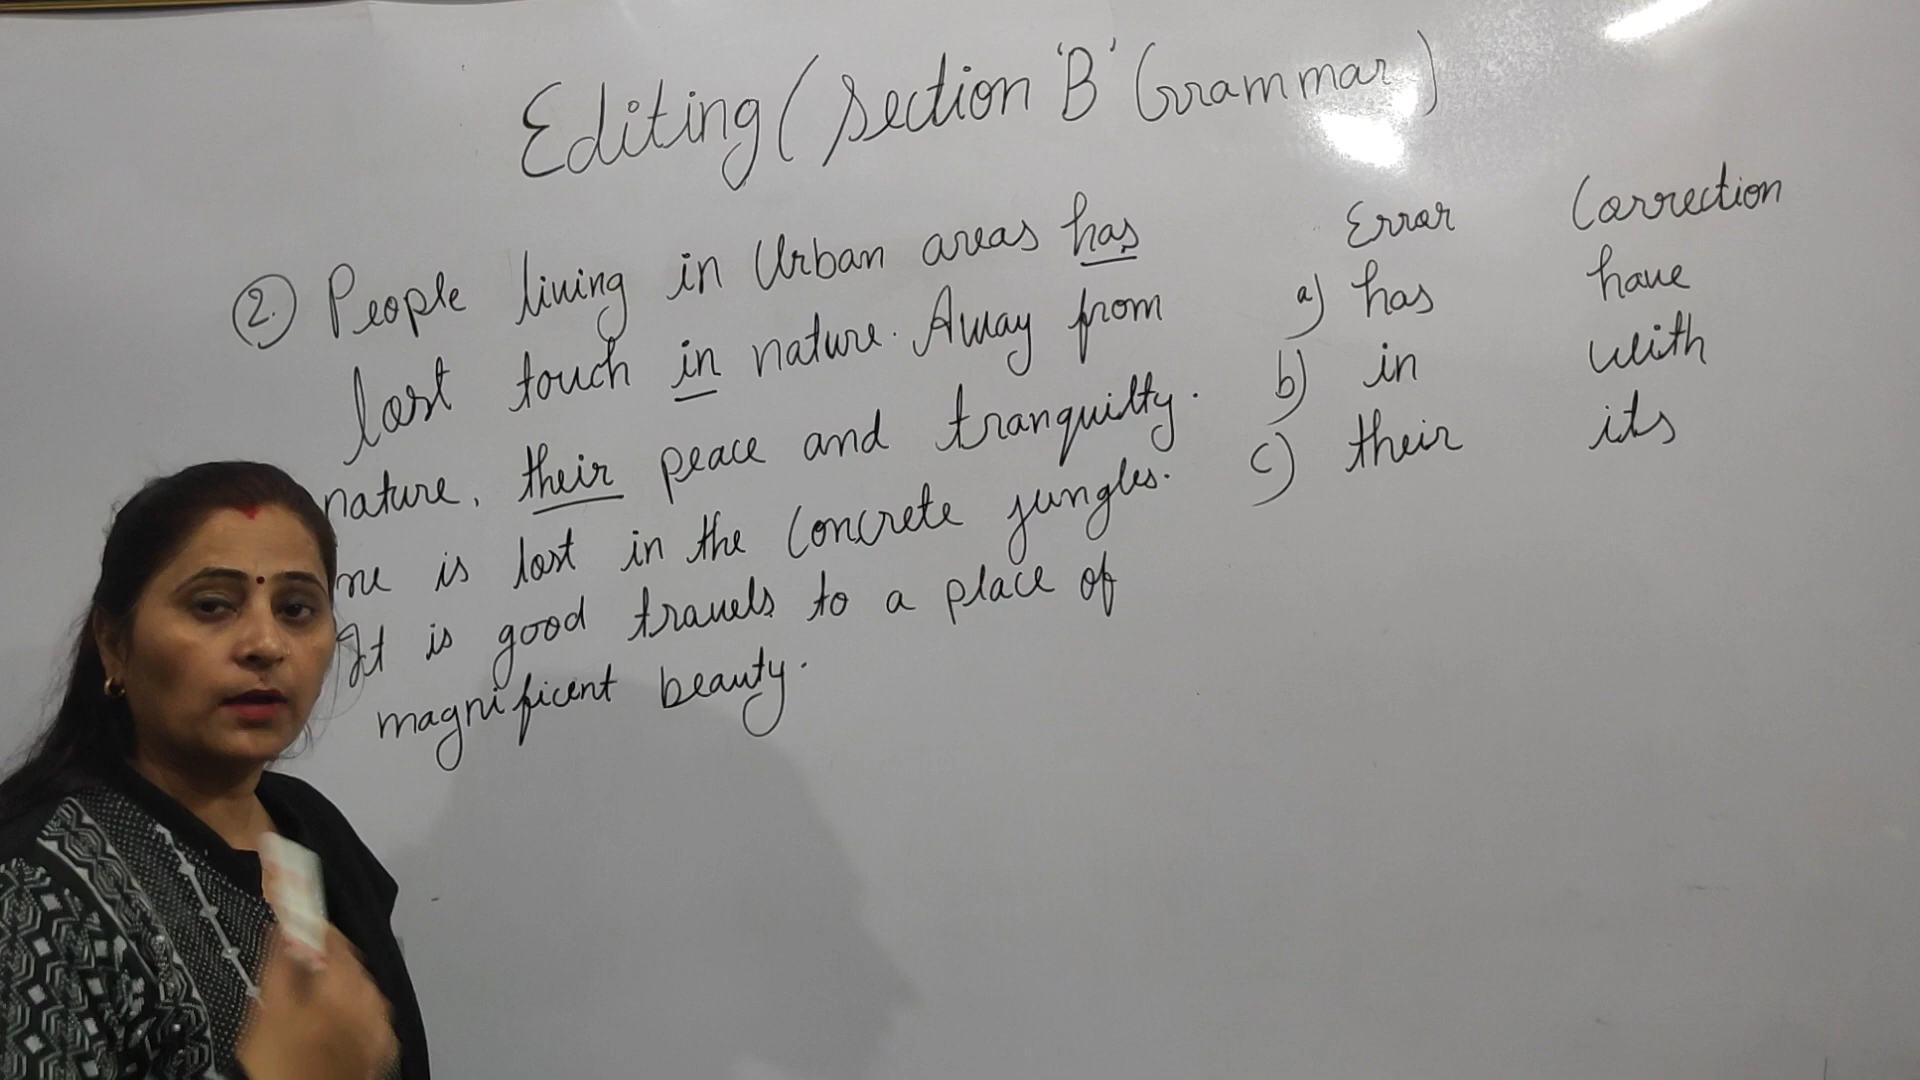 Editing (Section 'B' Grammar)
Error Correction
② People living in Urban areas has a) has have
lost touch in nature. Away from b) in with
nature, their peace and tranquilty. c) their its
is lost in the Concrete jungles.
It is good travels to a place of
magnificent beauty.